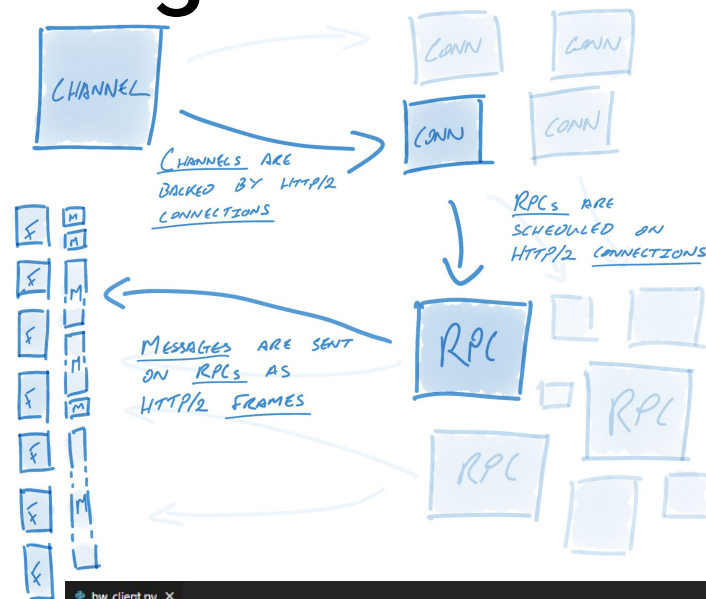 g
CHANNEL
CONN
CONN
CONN
CONN
CHANNELS ARE
BACKED BY HTTP/2
CONNECTIONS
RPCs ARE
SCHEDULED ON
HTTP/2 CONNECTIONS
F
M
M
F
M
F
M
F
M
F
F
M
F
MESSAGES ARE SENT
ON RPCs AS
HTTP/2 FRAMES
RPC
RPC
RPC
hw_client.py ×